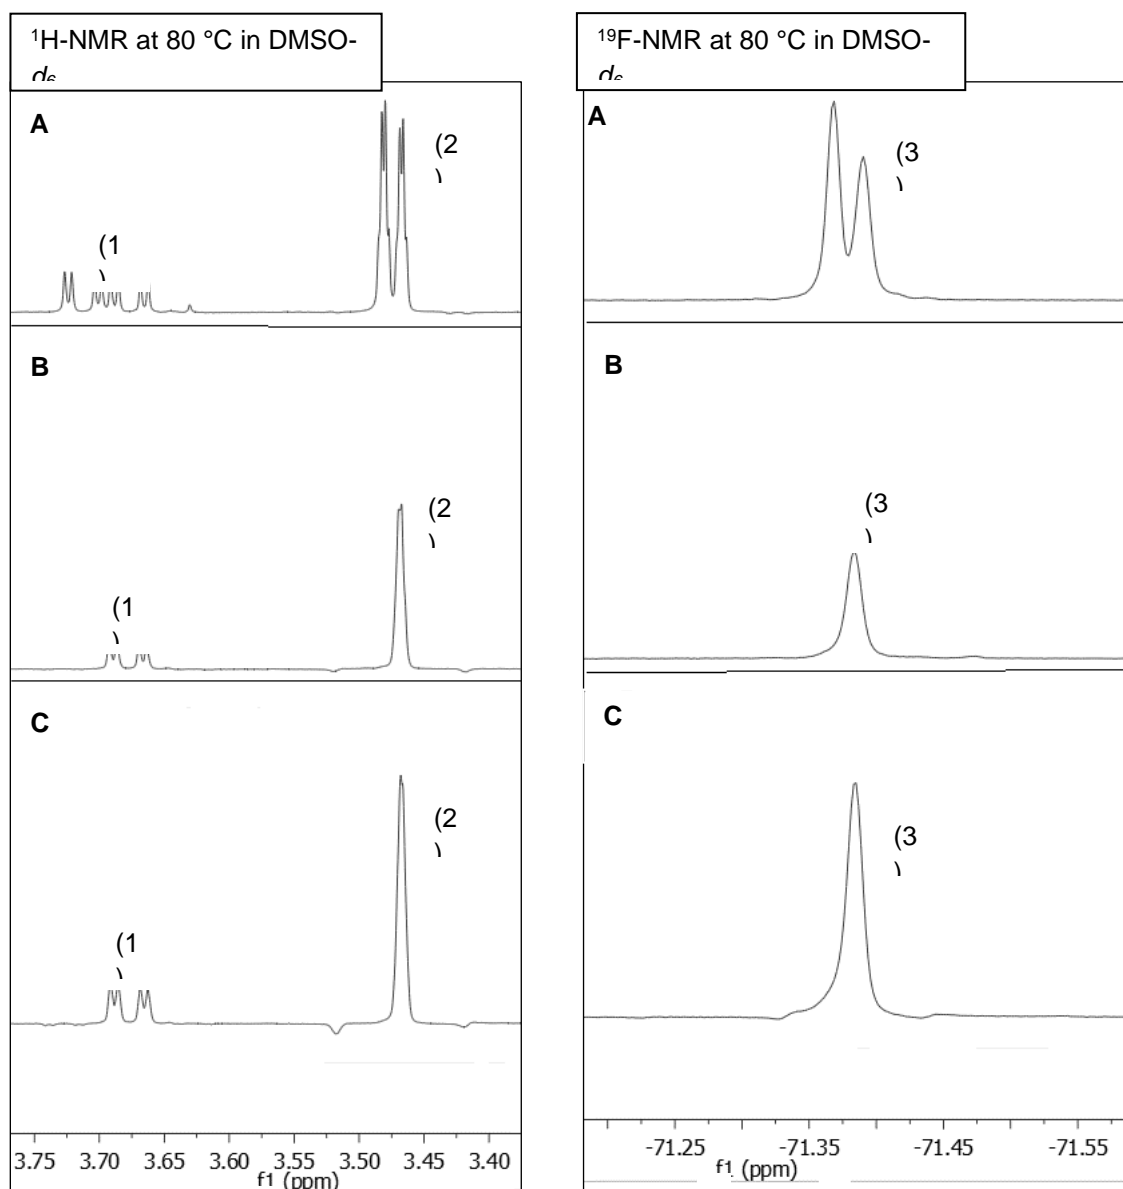 ¹H-NMR at 80 °C in DMSO-
d₆
A
(1
)
(2
)
B
(1
)
(2
)
C
(1
)
(2
)
3.75 3.70 3.65 3.60 3.55 3.50 3.45 3.40
f1 (ppm)
¹⁹F-NMR at 80 °C in DMSO-
d₆
A
(3
)
B
(3
)
C
(3
)
-71.25 -71.35 -71.45 -71.55
f1 (ppm)